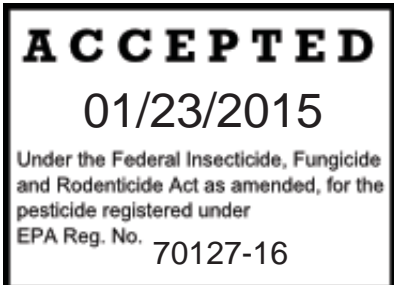 ACCEPTED
01/23/2015
Under the Federal Insecticide, Fungicide
and Rodenticide Act as amended, for the
pesticide registered under
EPA Reg. No. 70127-16